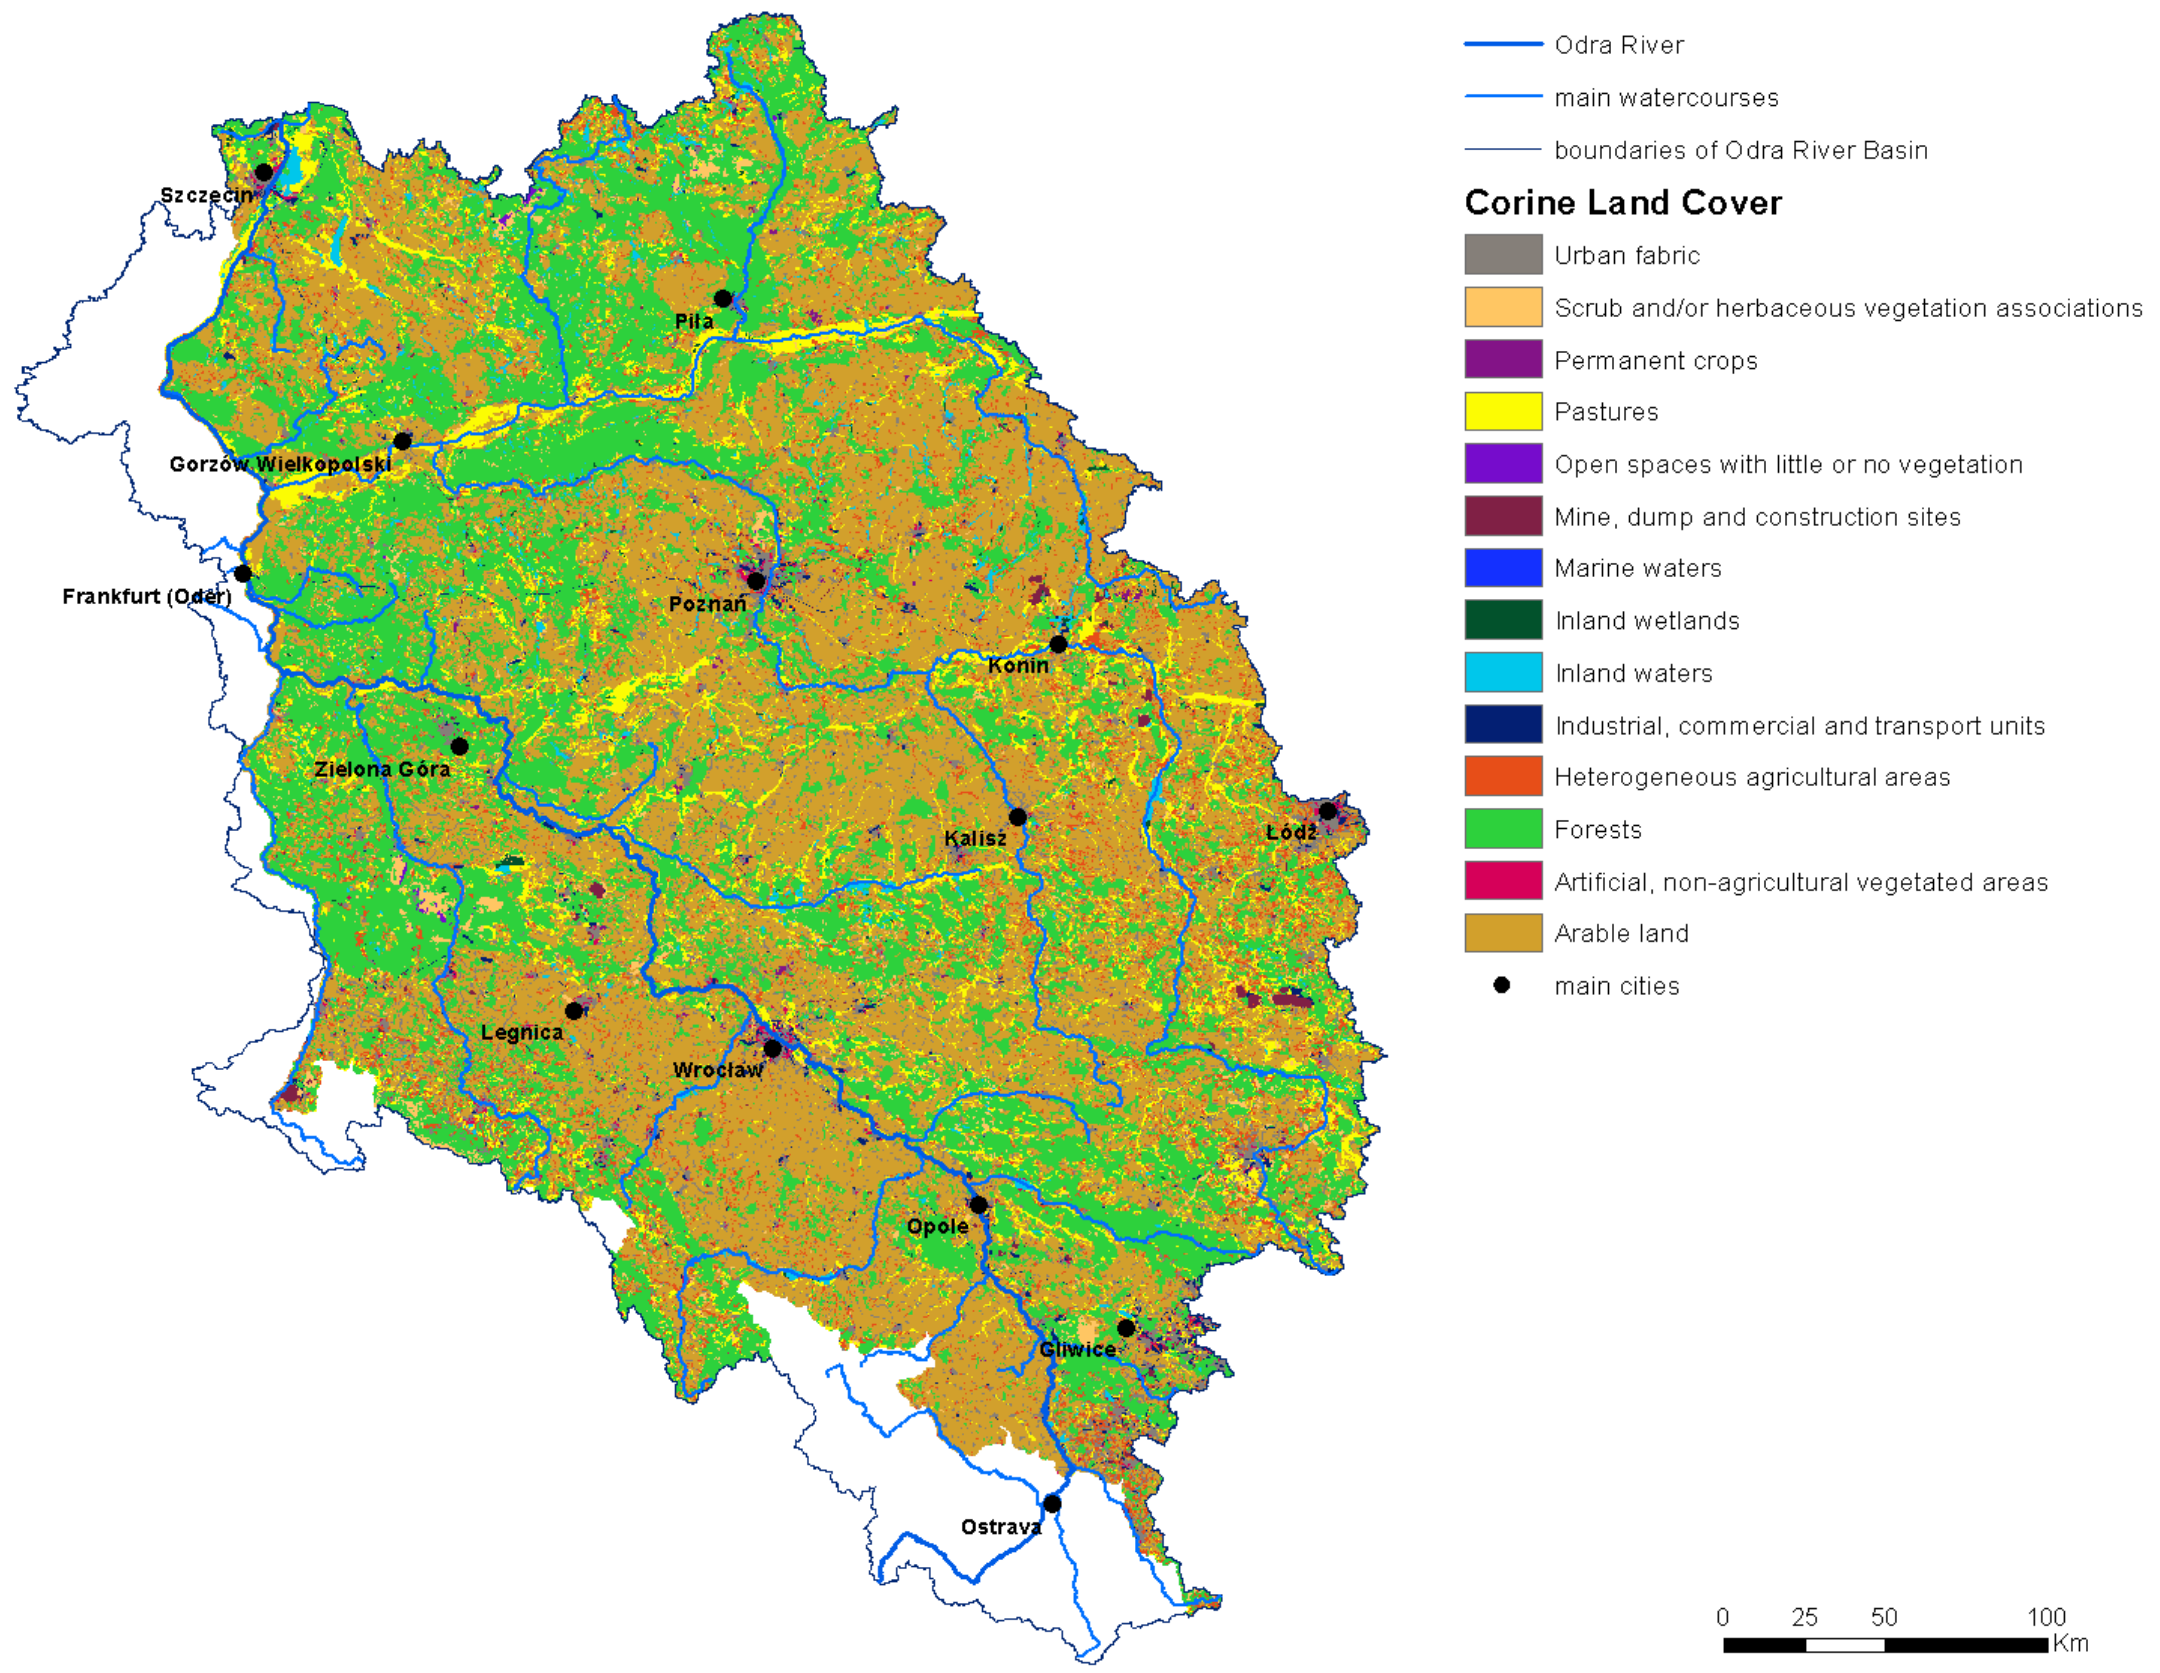 Odra River
main watercourses
boundaries of Odra River Basin
Corine Land Cover
Urban fabric
Scrub and/or herbaceous vegetation associations
Permanent crops
Pastures
Open spaces with little or no vegetation
Mine, dump and construction sites
Marine waters
Inland wetlands
Inland waters
Industrial, commercial and transport units
Heterogeneous agricultural areas
Forests
Artificial, non-agricultural vegetated areas
Arable land
main cities
Szczecin
Piła
Gorzów Wielkopolski
Frankfurt (Oder)
Poznań
Konin
Zielona Góra
Kalisz
Łódź
Legnica
Wrocław
Opole
Gliwice
Ostrava
0 25 50 100
Km